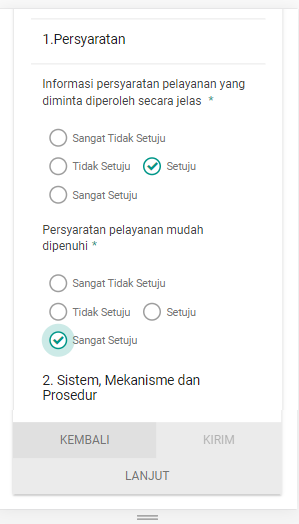 1.Persyaratan
Informasi persyaratan pelayanan yang
diminta diperoleh secara jelas *
Sangat Tidak Setuju
Tidak Setuju Setuju
Sangat Setuju
Persyaratan pelayanan mudah
dipenuhi *
Sangat Tidak Setuju
Tidak Setuju Setuju
Sangat Setuju
2. Sistem, Mekanisme dan
Prosedur
KEMBALI KIRIM
LANJUT